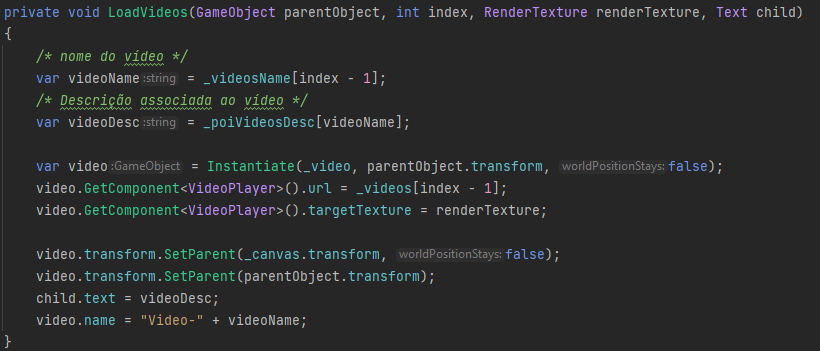 private void LoadVideos(GameObject parentObject, int index, RenderTexture renderTexture, Text child)
{
/* nome do vídeo */
var videoName :string = _videosName[index - 1];
/* Descrição associada ao vídeo */
var videoDesc :string = _poiVideosDesc[videoName];
var video :GameObject = Instantiate(_video, parentObject.transform, worldPositionStays: false);
video.GetComponent<VideoPlayer>().url = _videos[index - 1];
video.GetComponent<VideoPlayer>().targetTexture = renderTexture;
video.transform.SetParent(_canvas.transform, worldPositionStays: false);
video.transform.SetParent(parentObject.transform);
child.text = videoDesc;
video.name = "Video-" + videoName;
}